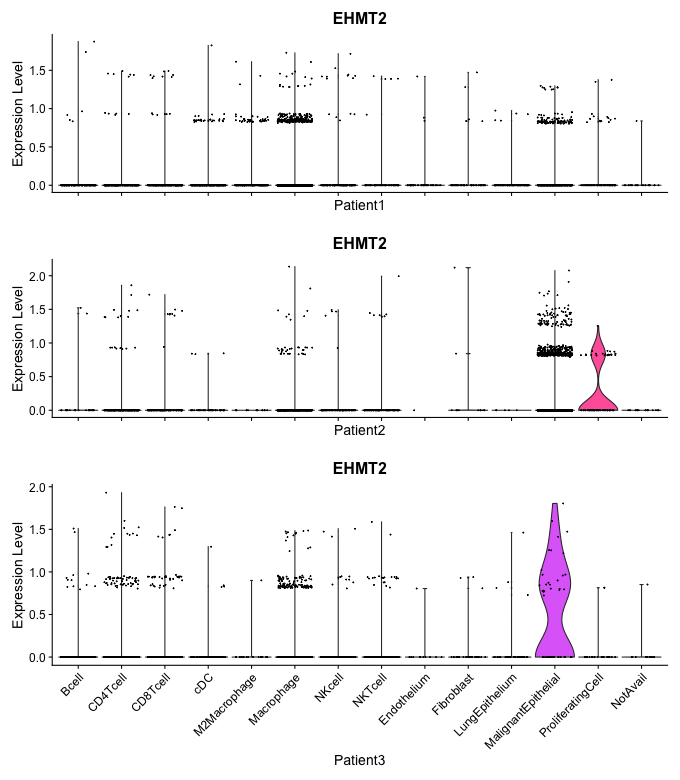 EHMT2
Expression Level
1.5
1.0
0.5
0.0
Patient1
EHMT2
Expression Level
2.0
1.5
1.0
0.5
0.0
Patient2
EHMT2
Expression Level
2.0
1.5
1.0
0.5
0.0
Bcell
CD4Tcell
CD8Tcell
cDC
M2Macrophage
Macrophage
NKcell
NKTcell
Endothelium
Fibroblast
LungEpithelium
MalignantEpithelial
ProliferatingCell
NotAvail
Patient3